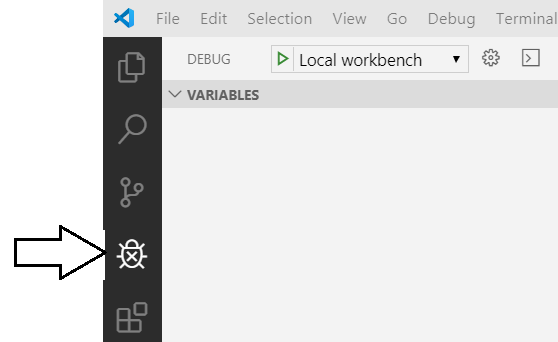 File Edit Selection View Go Debug Terminal
DEBUG Local workbench
VARIABLES